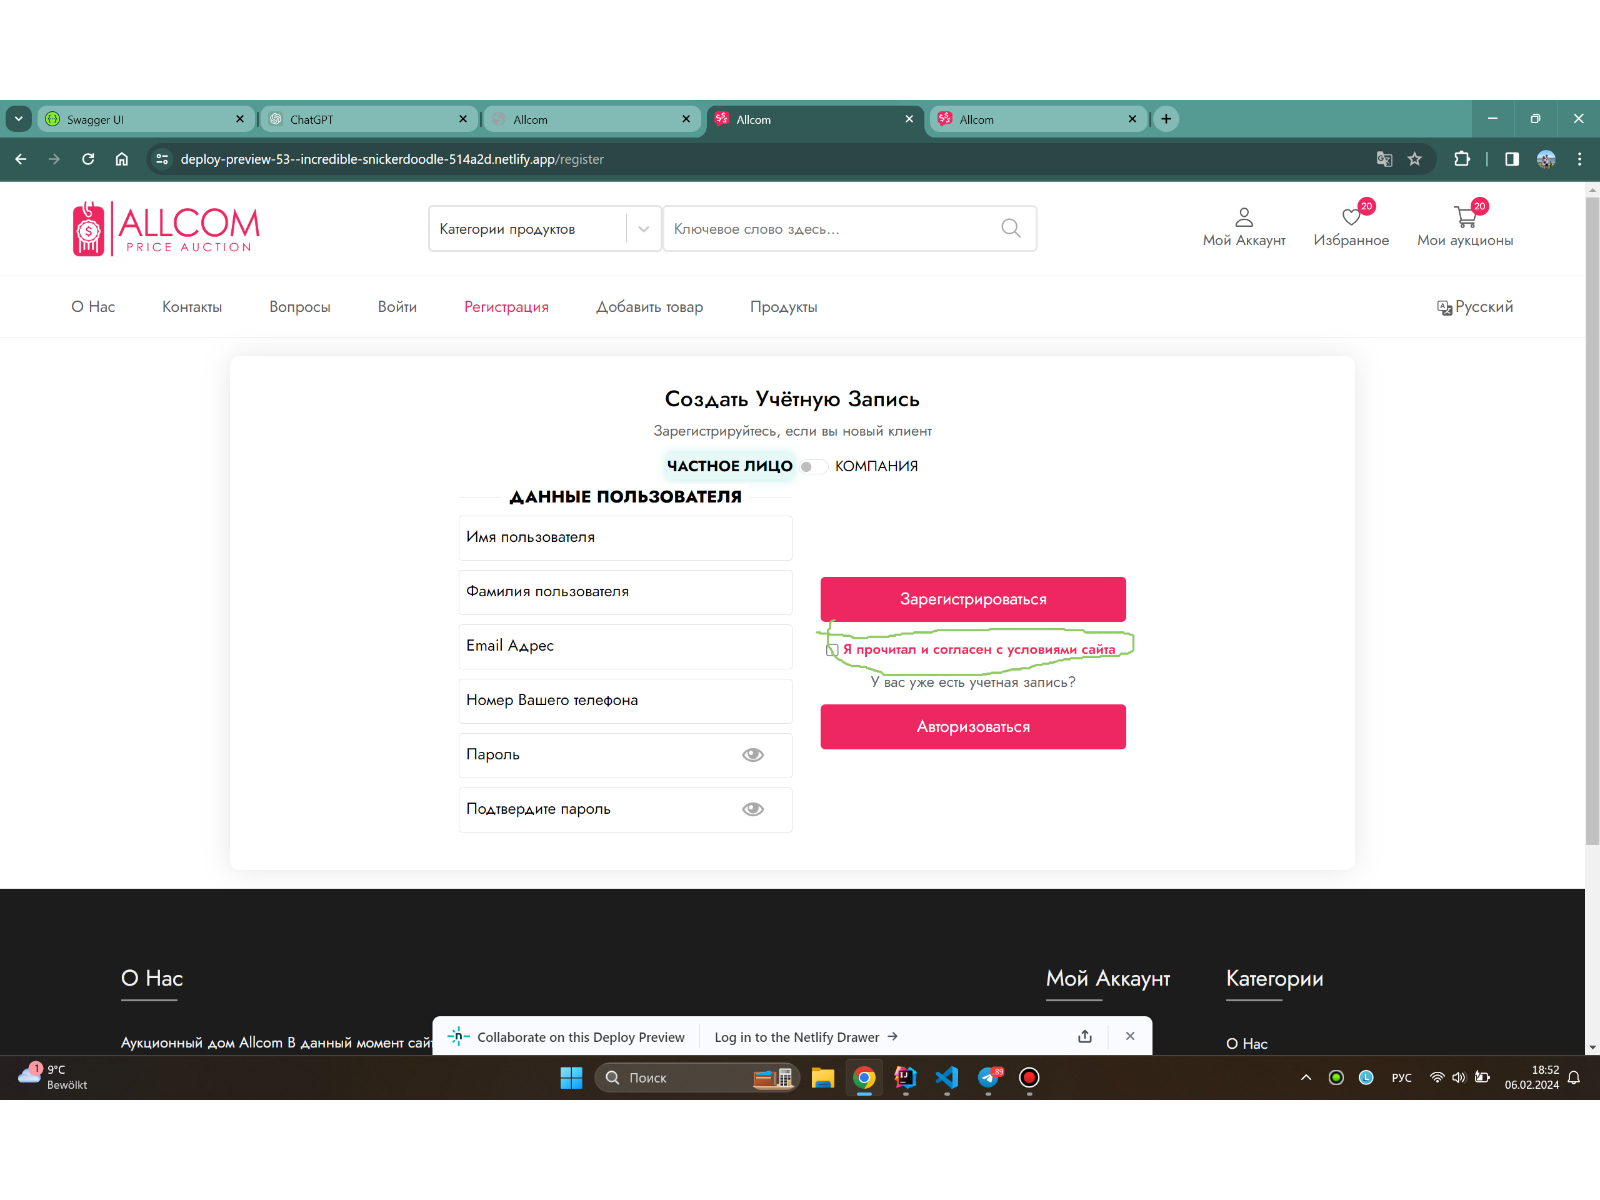 Swagger UI
ChatGPT
Allcom
Allcom
Allcom
deploy-preview-53--incredible-snickerdoodle-514a2d.netlify.app/register
ALLCOM
PRICE AUCTION
Категории продуктов
Ключевое слово здесь...
20
20
Мой Аккаунт
Избранное
Мои аукционы
О Нас
Контакты
Вопросы
Войти
Регистрация
Добавить товар
Продукты
Русский
Создать Учётную Запись
Зарегистрируйтесь, если вы новый клиент
ЧАСТНОЕ ЛИЦО
КОМПАНИЯ
ДАННЫЕ ПОЛЬЗОВАТЕЛЯ
Имя пользователя
Фамилия пользователя
Email Адрес
Номер Вашего телефона
Пароль
Подтвердите пароль
Зарегистрироваться
Я прочитал и согласен с условиями сайта
У вас уже есть учетная запись?
Авторизоваться
О Нас
Мой Аккаунт
Категории
Аукционный дом Allcom В данный момент сайт
О Нас
Collaborate on this Deploy Preview
Log in to the Netlify Drawer →
1
9°C
Bewölkt
Поиск
89
L
РУС
18:52
06.02.2024